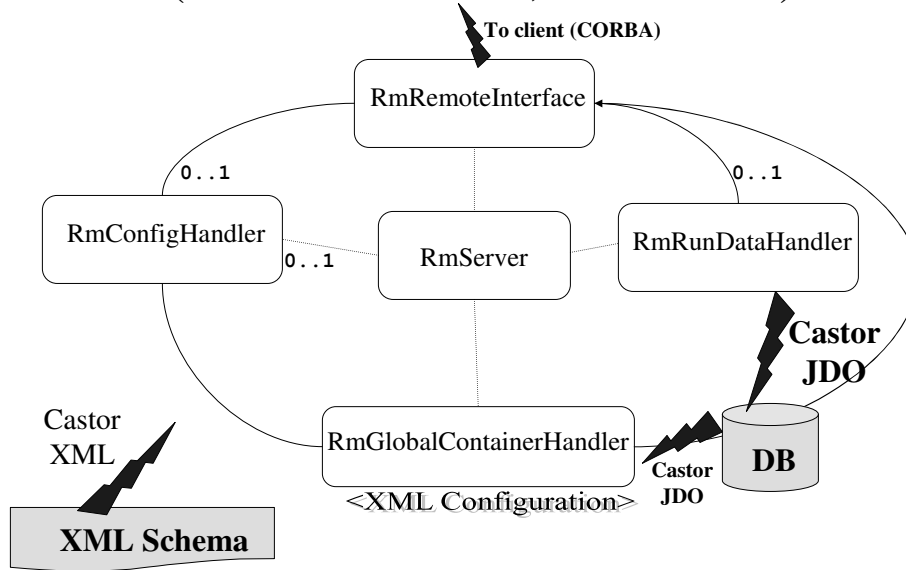 To client (CORBA)
RmRemoteInterface
0..1
0..1
RmConfigHandler
RmServer
RmRunDataHandler
0..1
Castor
JDO
Castor
XML
RmGlobalContainerHandler
Castor
JDO
DB
<XML Configuration>
XML Schema